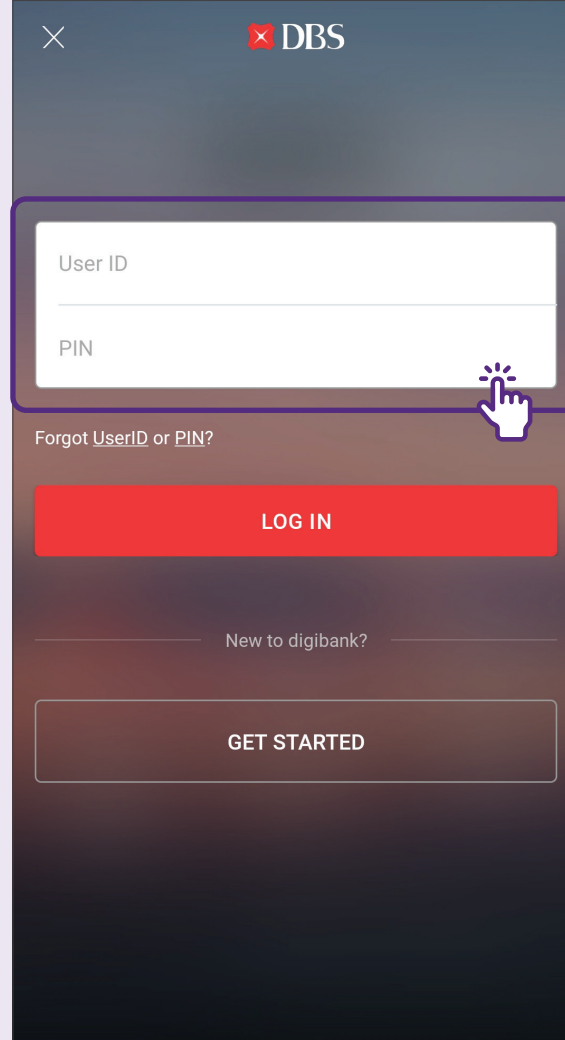 DBS
User ID
PIN
Forgot UserID or PIN?
LOG IN
New to digibank?
GET STARTED